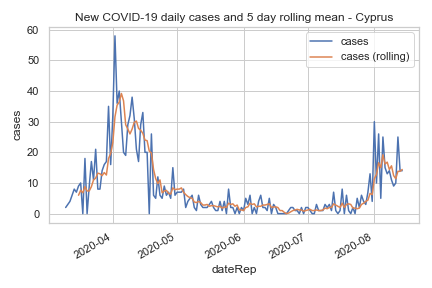 New COVID-19 daily cases and 5 day rolling mean - Cyprus
cases
cases (rolling)
60
50
40
30
20
10
0
cases
2020-04
2020-05
2020-06
2020-07
2020-08
dateRep